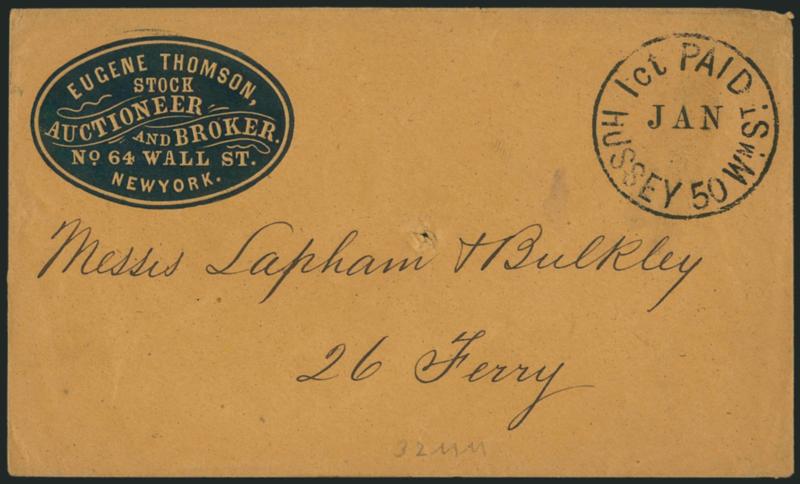 EUGENE THOMSON,
STOCK
AUCTIONEER
AND BROKER.
No 64 WALL ST.
NEWYORK.
1ct PAID
JAN
HUSSEY 50 Wm ST.
Messrs Lapham & Bulkley
26 Ferry